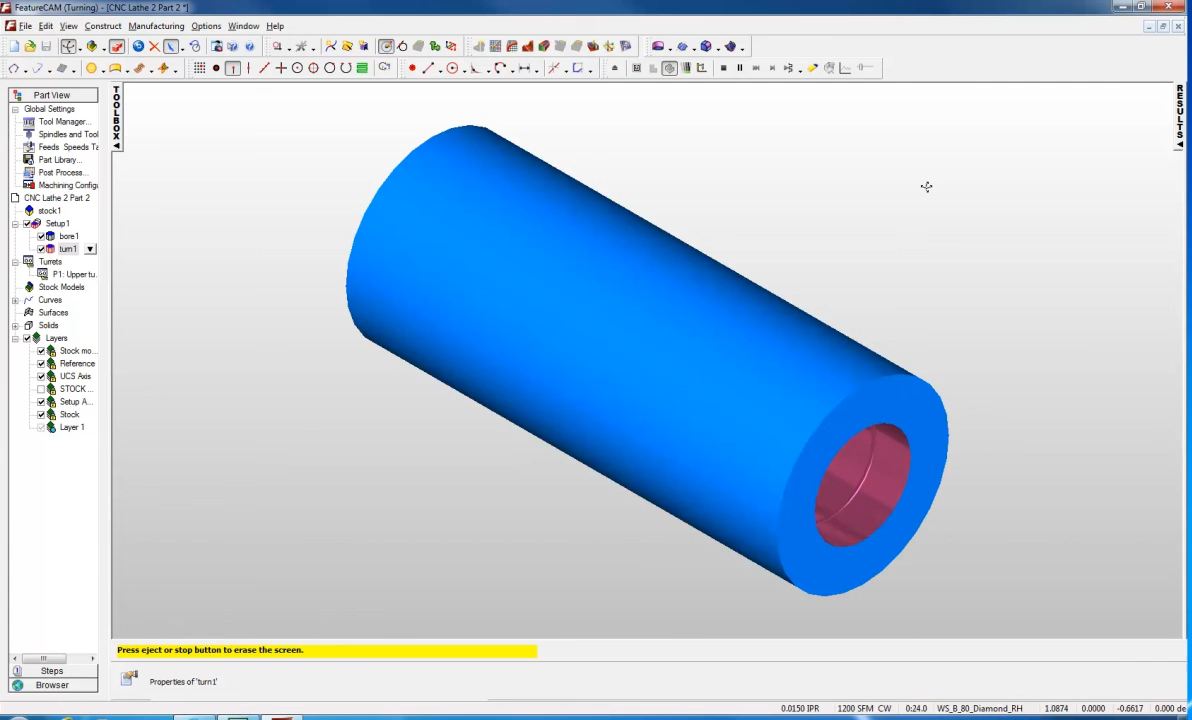 FeatureCAM (Turning) - [CNC Lathe 2 Part 2 *]
File Edit View Construct Manufacturing Options Window Help
Part View
Global Settings
Tool Manager...
Spindles and Tool
Feeds Speeds Ta
Part Library...
Post Process...
Machining Configu
CNC Lathe 2 Part 2
stock1
Setup1
bore1
turn1
Turrets
P1: Upper tu.
Stock Models
Curves
Surfaces
Solids
Layers
Stock mo...
Reference
UCS Axis
STOCK ...
Setup A...
Stock
Layer 1
Steps
Browser
TOOLBOX
RESULTS
Press eject or stop button to erase the screen.
Properties of 'turn1'
0.0150 IPR 1200 SFM CW 0:24.0 WS_B_80_Diamond_RH 1.0874 0.0000 -0.6617 0.000 de